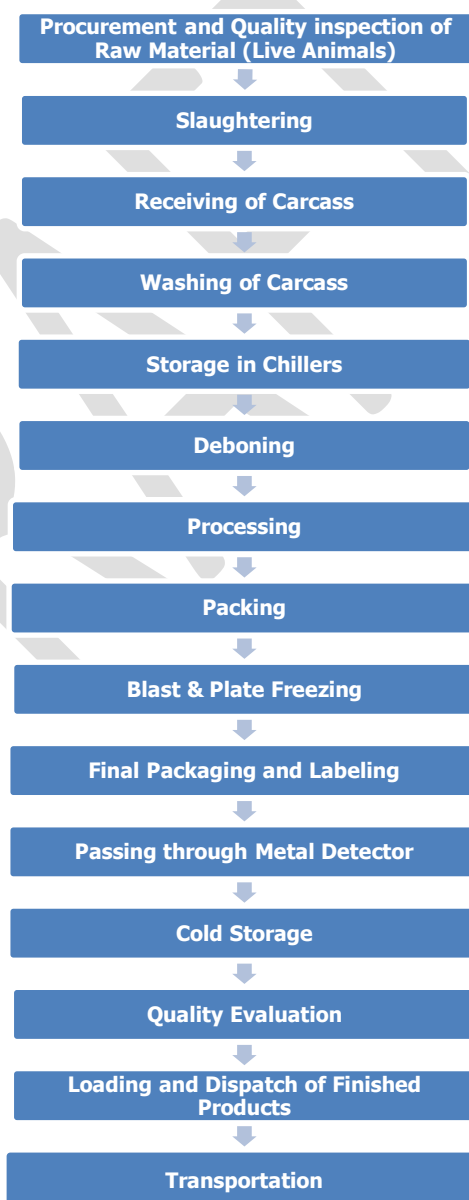 Procurement and Quality inspection of
Raw Material (Live Animals)
Slaughtering
Receiving of Carcass
Washing of Carcass
Storage in Chillers
Deboning
Processing
Packing
Blast & Plate Freezing
Final Packaging and Labeling
Passing through Metal Detector
Cold Storage
Quality Evaluation
Loading and Dispatch of Finished
Products
Transportation